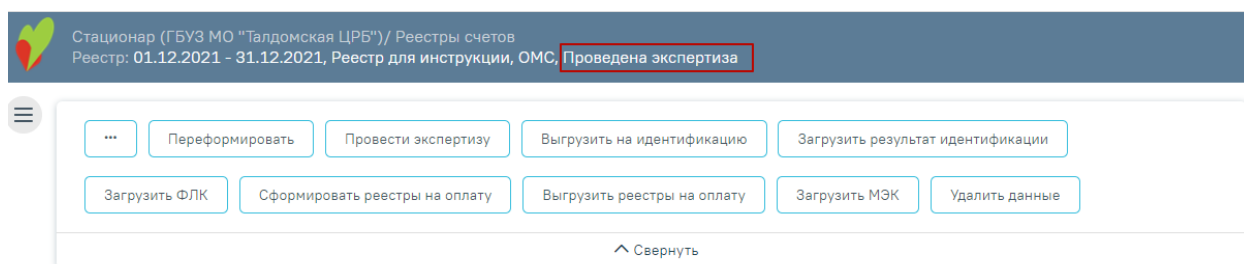 Стационар (ГБУЗ МО "Талдомская ЦРБ")/ Реестры счетов
Реестр: 01.12.2021 - 31.12.2021, Реестр для инструкции, ОМС, Проведена экспертиза
... Переформировать Провести экспертизу Выгрузить на идентификацию Загрузить результат идентификации
Загрузить ФЛК Сформировать реестры на оплату Выгрузить реестры на оплату Загрузить МЭК Удалить данные
Свернуть